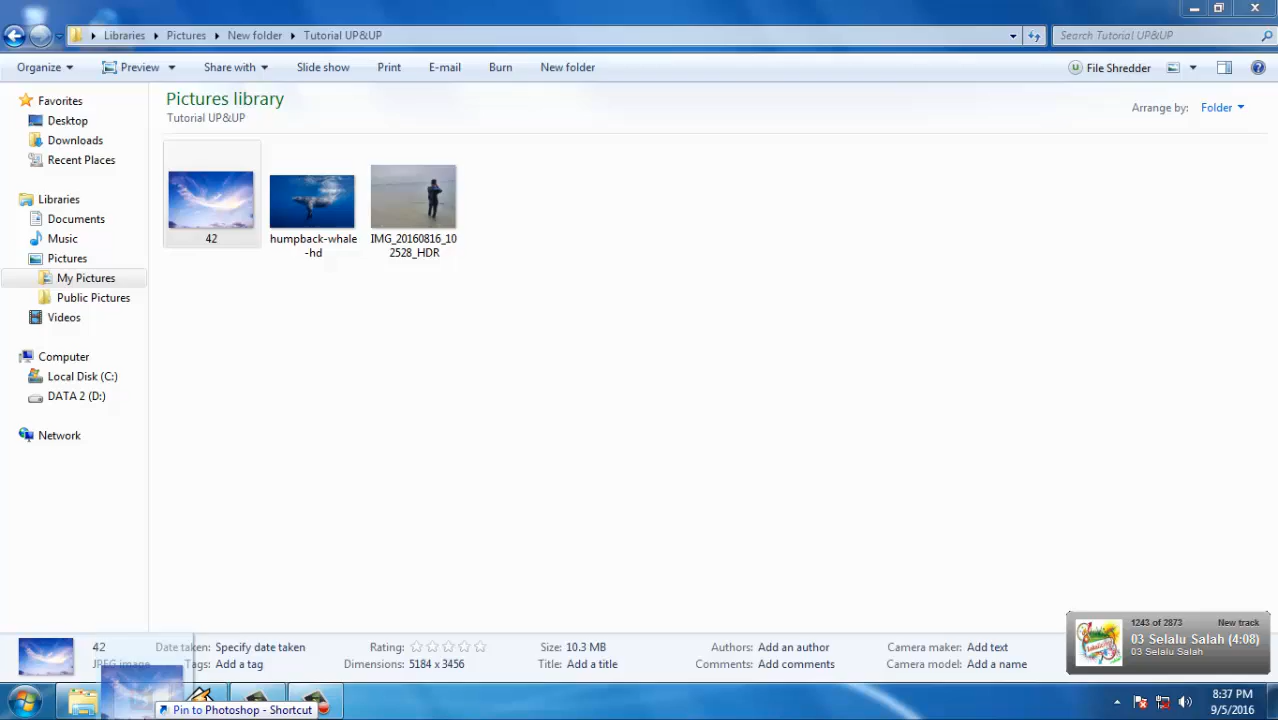 Libraries
Pictures
New folder
Tutorial UP&UP
Search Tutorial UP&UP
Organize
Preview
Share with
Slide show
Print
E-mail
Burn
New folder
File Shredder
Favorites
Desktop
Downloads
Recent Places
Libraries
Documents
Music
Pictures
My Pictures
Public Pictures
Videos
Computer
Local Disk (C:)
DATA 2 (D:)
Network
Pictures library
Tutorial UP&UP
Arrange by: Folder
42
humpback-whale
-hd
IMG_20160816_10
2528_HDR
42
JPEG image
Date taken: Specify date taken
Tags: Add a tag
Rating:
Dimensions: 5184 x 3456
Size: 10.3 MB
Title: Add a title
Authors: Add an author
Comments: Add comments
Camera maker: Add text
Camera model: Add a name
1243 of 2873 New track
03 Selalu Salah (4:08)
03 Selalu Salah
Pin to Photoshop - Shortcut
8:37 PM
9/5/2016